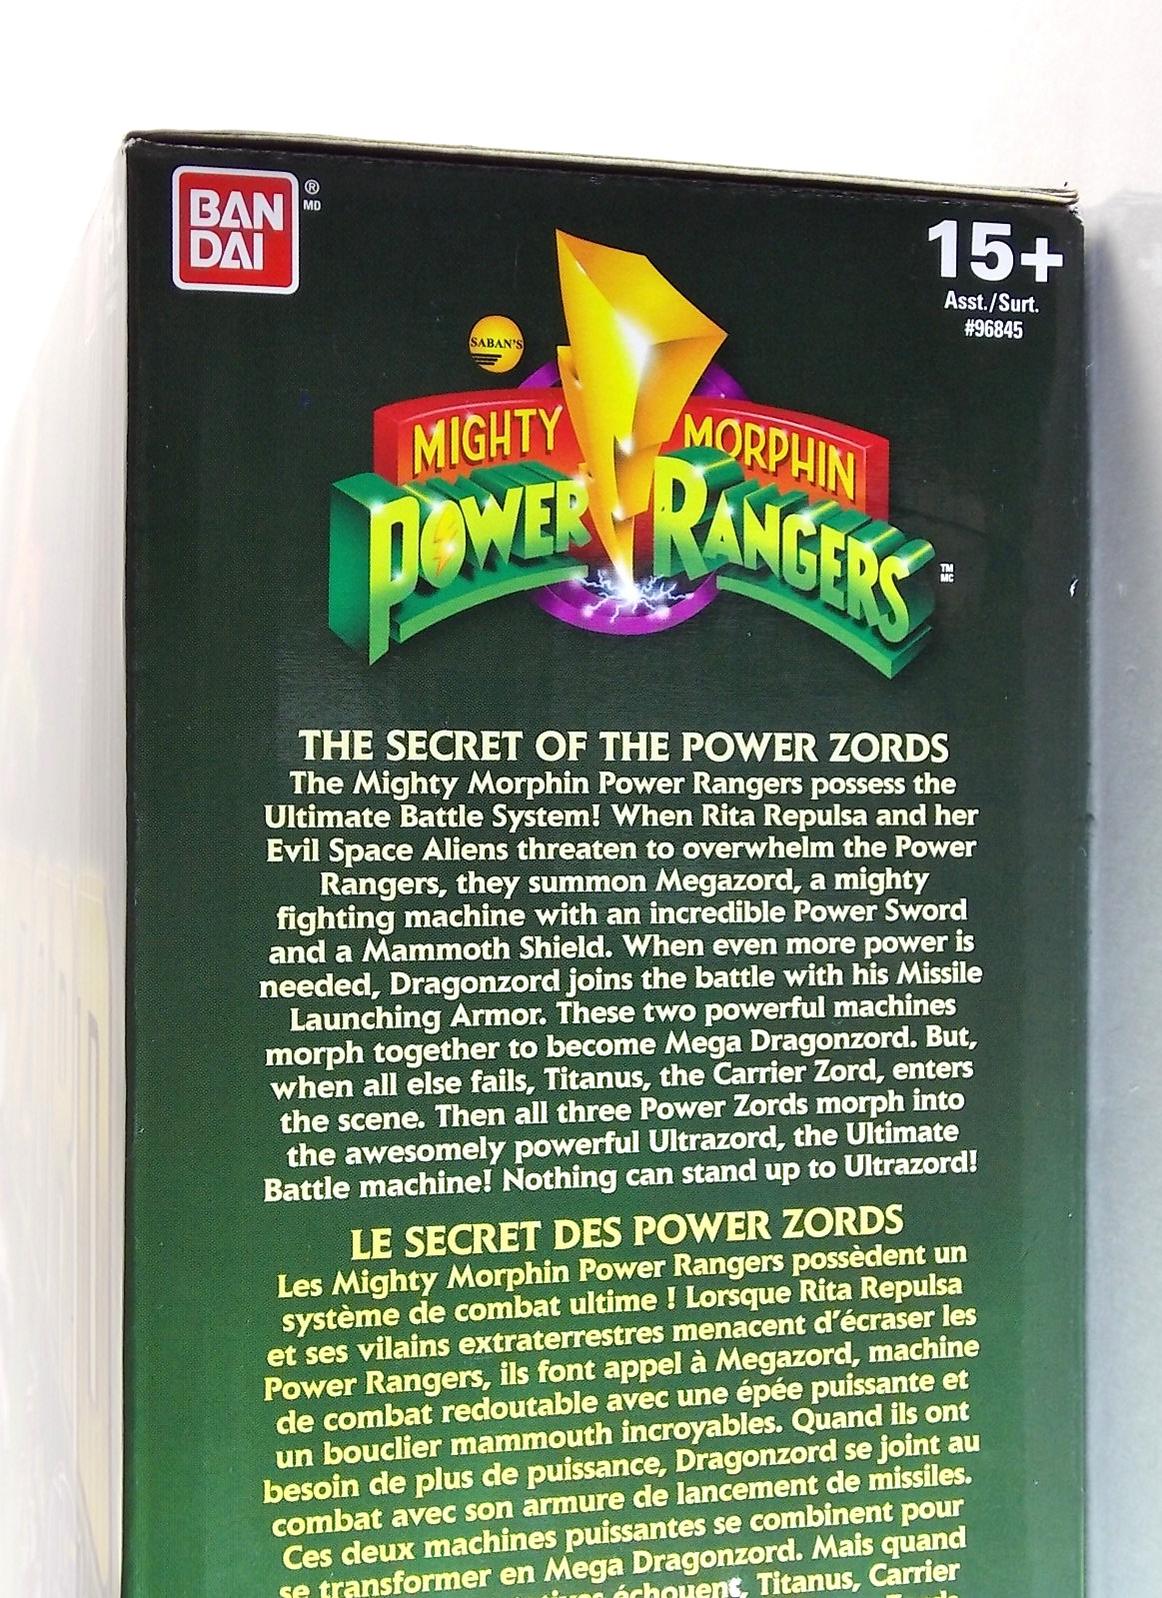 BAN
DAI
®
MD
15+
Asst./Surt.
#96845
SABAN'S
MIGHTY MORPHIN
POWER RANGERS
TM
MC
THE SECRET OF THE POWER ZORDS
The Mighty Morphin Power Rangers possess the
Ultimate Battle System! When Rita Repulsa and her
Evil Space Aliens threaten to overwhelm the Power
Rangers, they summon Megazord, a mighty
fighting machine with an incredible Power Sword
and a Mammoth Shield. When even more power is
needed, Dragonzord joins the battle with his Missile
Launching Armor. These two powerful machines
morph together to become Mega Dragonzord. But,
when all else fails, Titanus, the Carrier Zord, enters
the scene. Then all three Power Zords morph into
the awesomely powerful Ultrazord, the Ultimate
Battle machine! Nothing can stand up to Ultrazord!
LE SECRET DES POWER ZORDS
Les Mighty Morphin Power Rangers possèdent un
système de combat ultime ! Lorsque Rita Repulsa
et ses vilains extraterrestres menacent d'écraser les
Power Rangers, ils font appel à Megazord, machine
de combat redoutable avec une épée puissante et
un bouclier mammouth incroyables. Quand ils ont
besoin de plus de puissance, Dragonzord se joint au
combat avec son armure de lancement de missiles.
Ces deux machines puissantes se combinent pour
se transformer en Mega Dragonzord. Mais quand
échouent, Titanus, Carrier